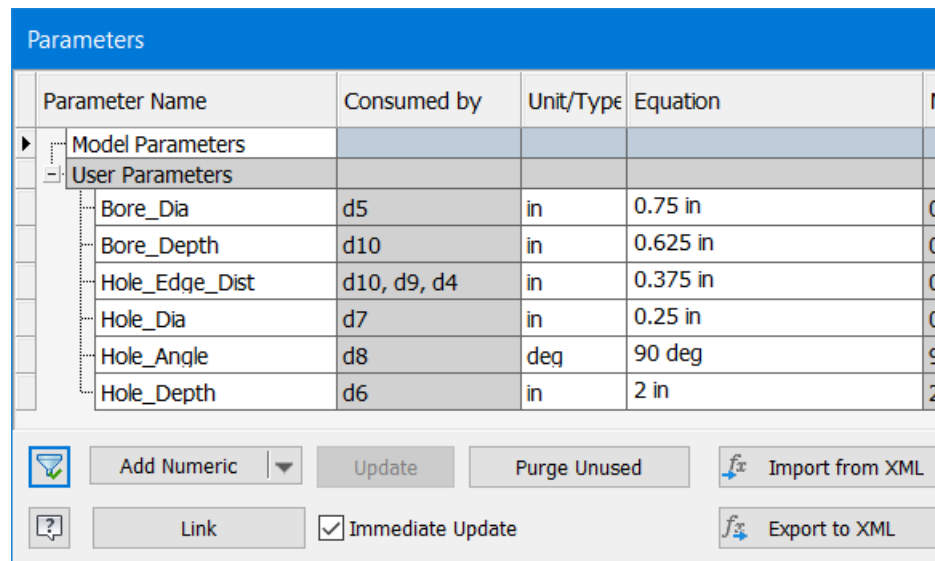 Parameters
Parameter Name Consumed by Unit/Type Equation
Model Parameters
User Parameters
Bore_Dia d5 in 0.75 in
Bore_Depth d10 in 0.625 in
Hole_Edge_Dist d10, d9, d4 in 0.375 in
Hole_Dia d7 in 0.25 in
Hole_Angle d8 deg 90 deg
Hole_Depth d6 in 2 in
Add Numeric Update Purge Unused fx Import from XML
? Link Immediate Update fx Export to XML